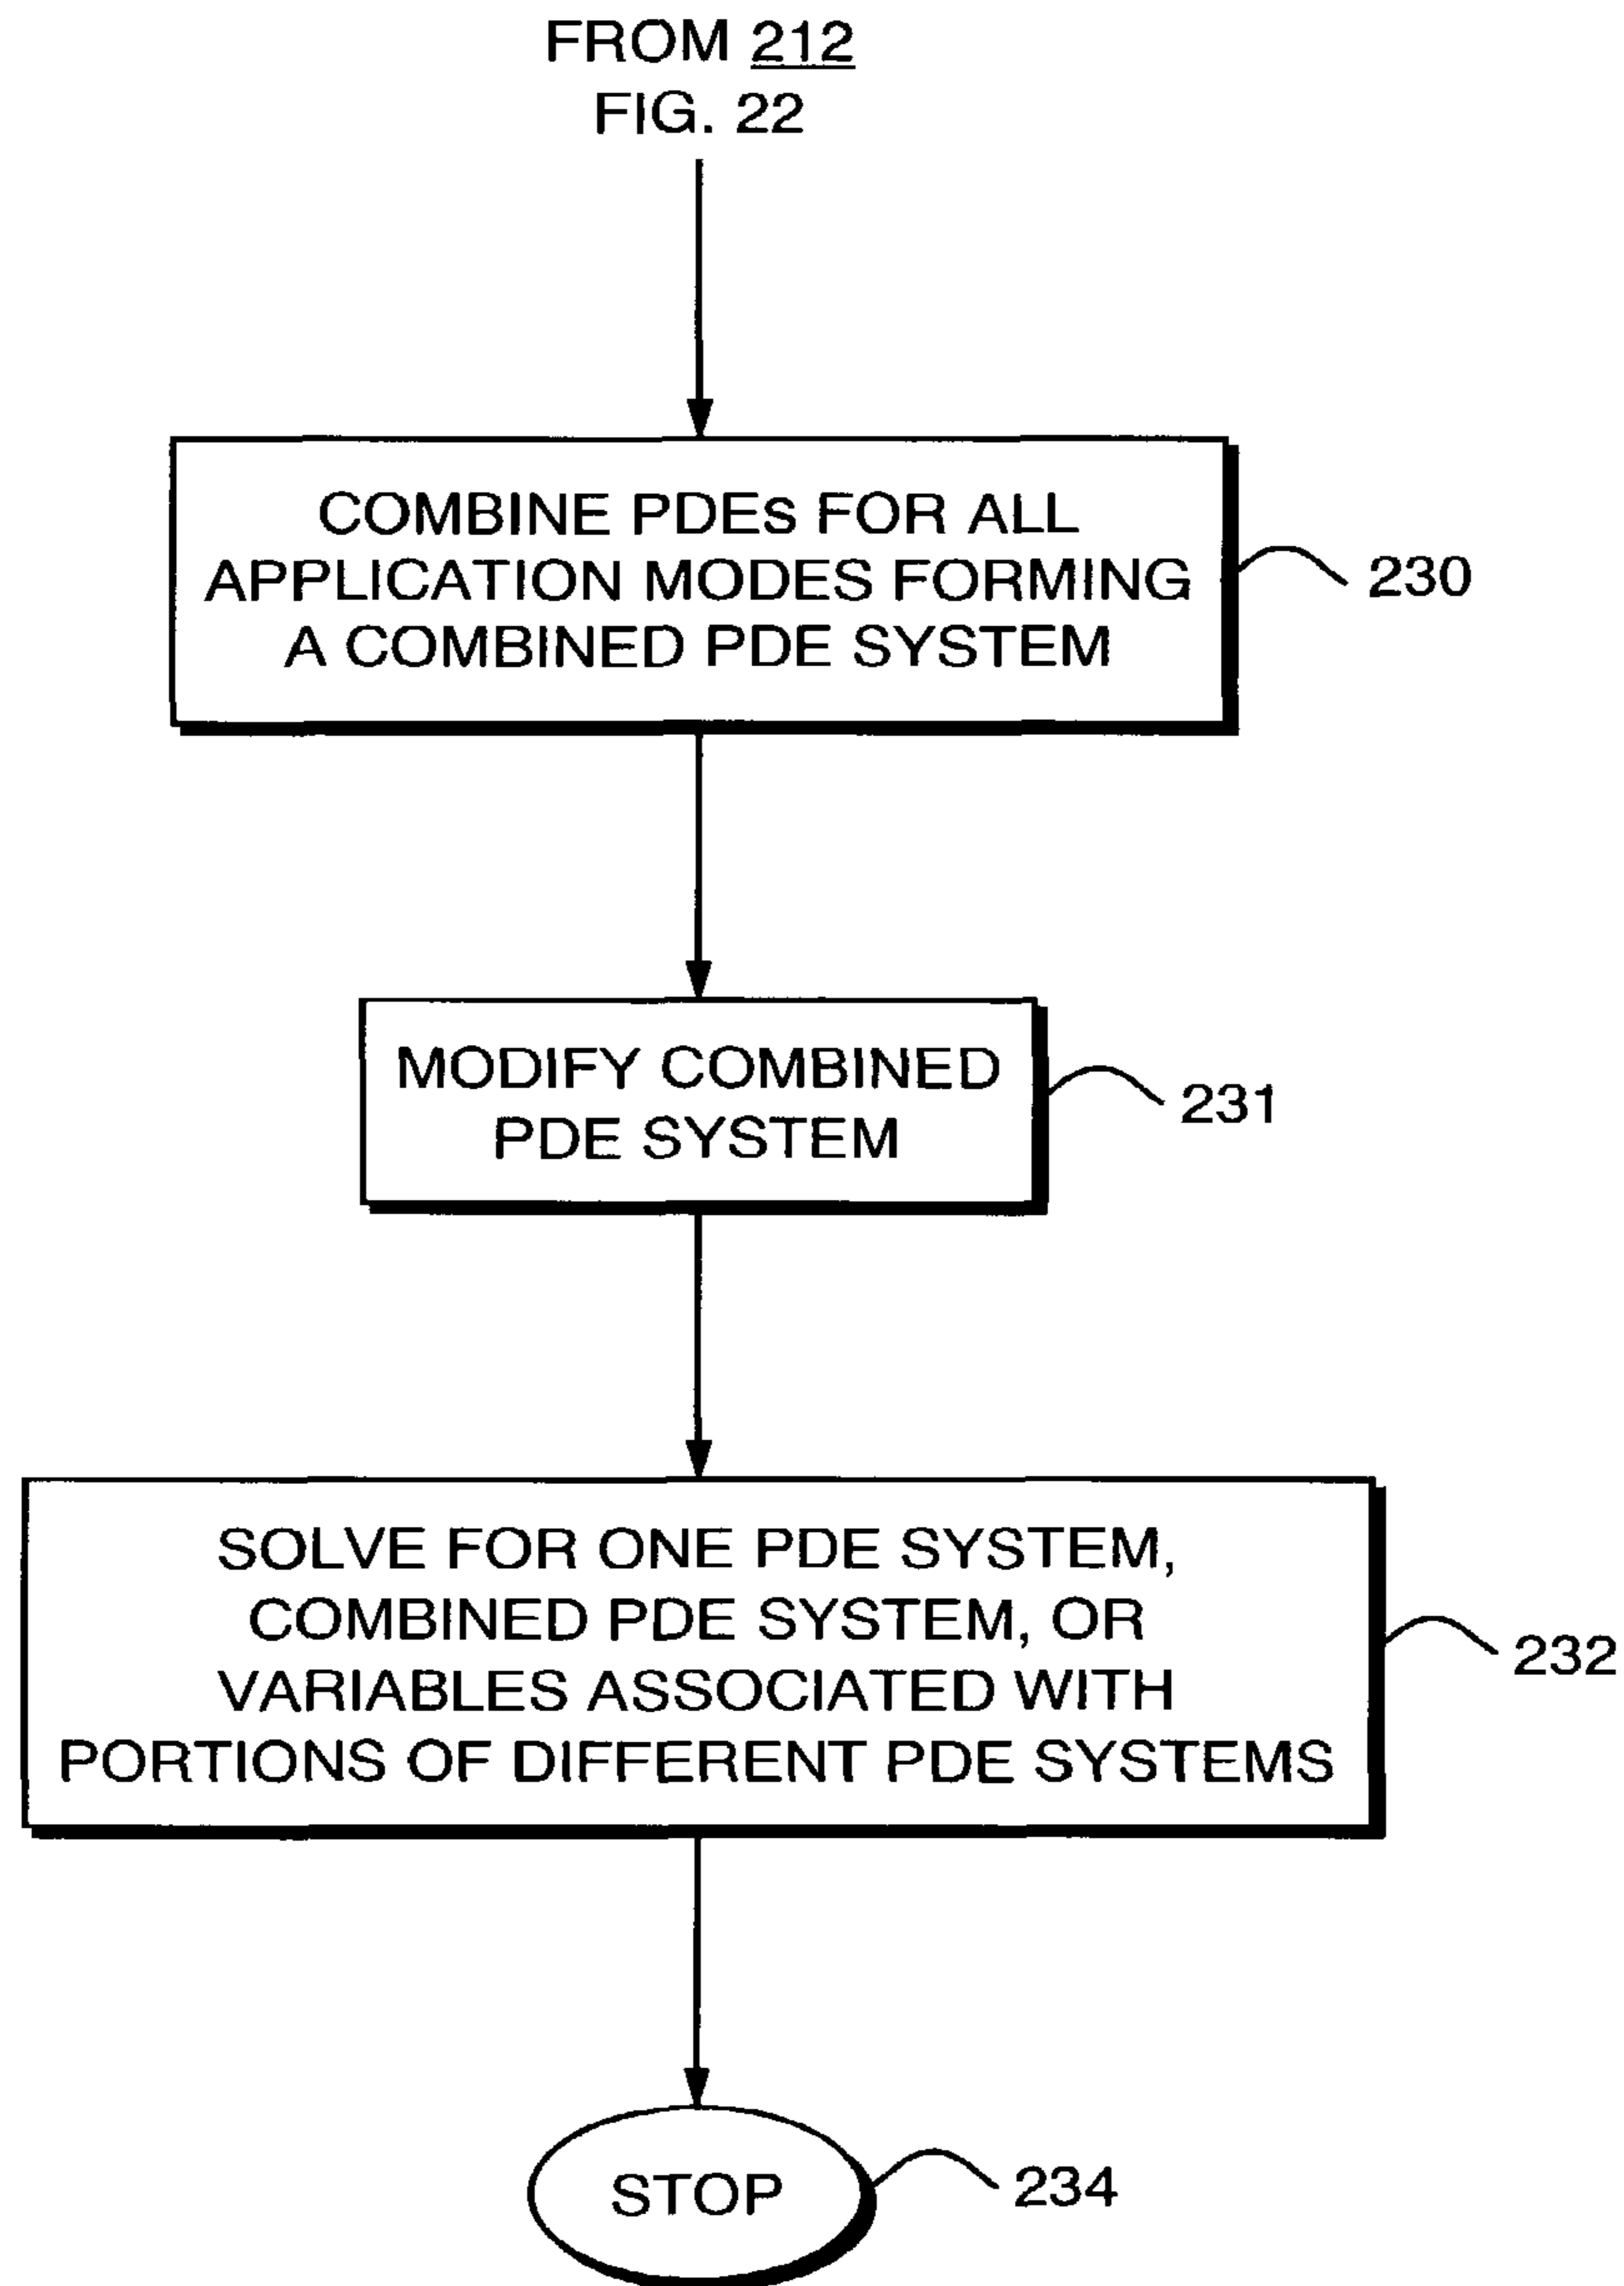 FROM 212
FIG. 22
COMBINE PDEs FOR ALL
APPLICATION MODES FORMING
A COMBINED PDE SYSTEM
230
MODIFY COMBINED
PDE SYSTEM
231
SOLVE FOR ONE PDE SYSTEM,
COMBINED PDE SYSTEM, OR
VARIABLES ASSOCIATED WITH
PORTIONS OF DIFFERENT PDE SYSTEMS
232
STOP
234